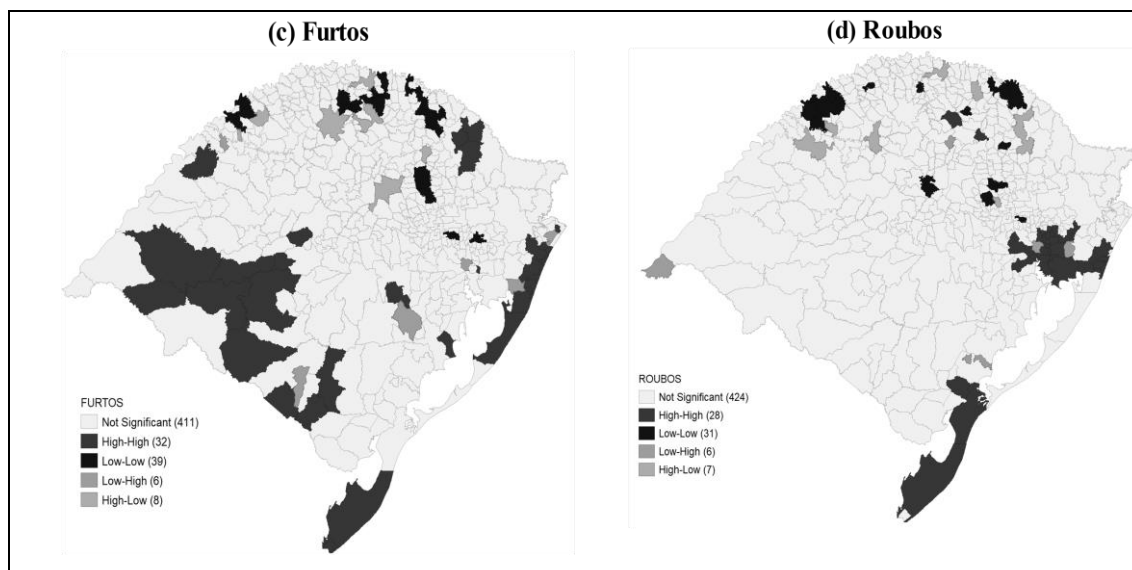 (c) Furtos
(d) Roubos
FURTOS
Not Significant (411)
High-High (32)
Low-Low (39)
Low-High (6)
High-Low (8)
ROUBOS
Not Significant (424)
High-High (28)
Low-Low (31)
Low-High (6)
High-Low (7)